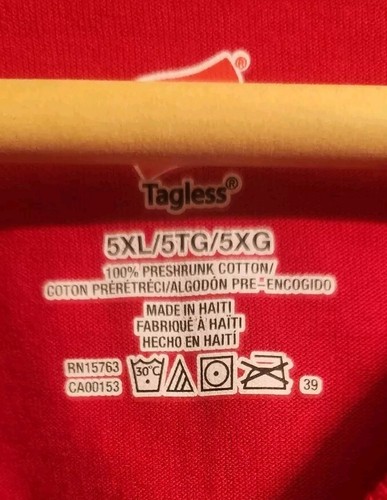 ®
Tagless®
5XL/5TG/5XG
100% PRESHRUNK COTTON/
COTON PRÉRÉTRÉCI/ALGODÓN PRE-ENCOGIDO
MADE IN HAITI
FABRIQUÉ À HAÏTI
HECHO EN HAITÍ
RN15763
CA00153
30°C
39